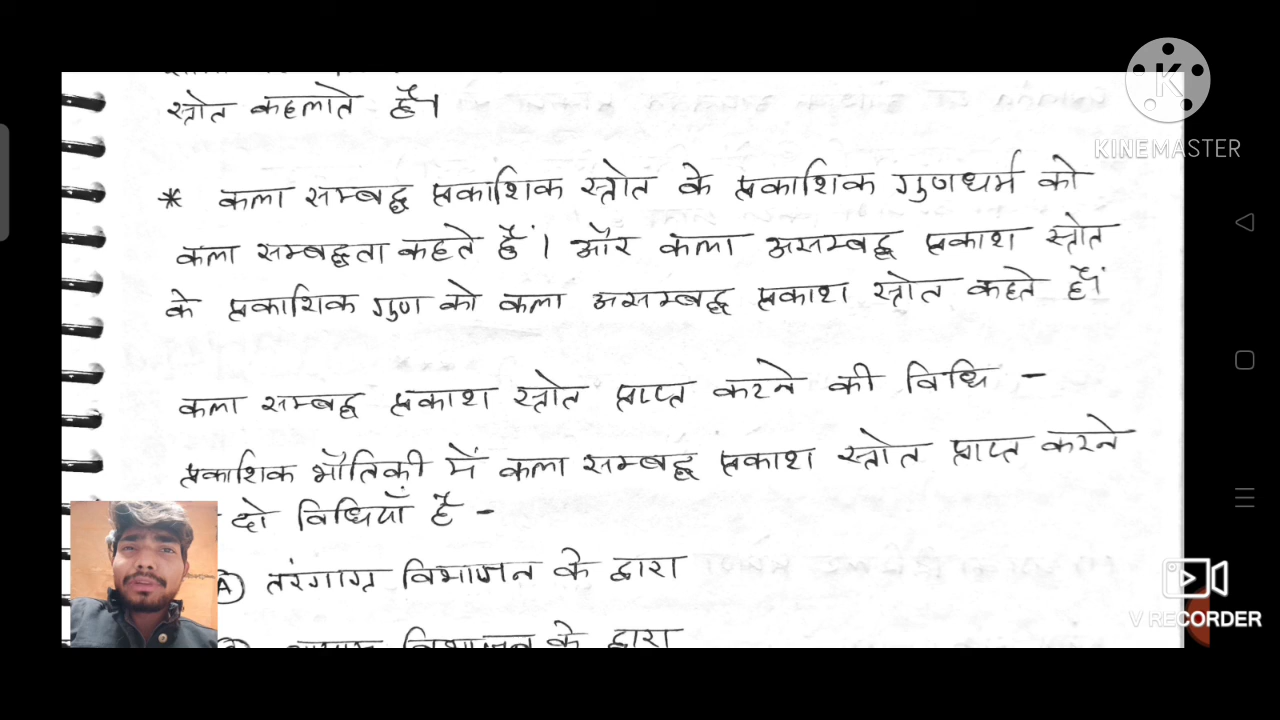 स्त्रोत कहलाते हैं।
* कला सम्बद्ध प्रकाशिक स्त्रोत के प्रकाशिक गुणधर्म को
कला सम्बद्धता कहते हैं। और कला असम्बद्ध प्रकाश स्त्रोत
के प्रकाशिक गुण को कला असम्बद्ध प्रकाश स्त्रोत कहते हैं।
कला सम्बद्ध प्रकाश स्त्रोत प्राप्त करने की विधि -
प्रकाशिक भौतिकी में कला सम्बद्ध प्रकाश स्त्रोत प्राप्त करने
दो विधियाँ है -
A) तरंगाग्र विभाजन के द्वारा
विभाजन के द्वारा
KINEMASTER
V RECORDER